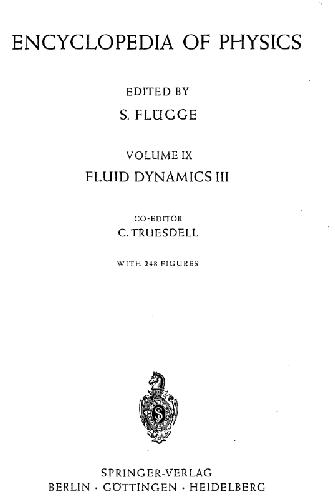 ENCYCLOPEDIA OF PHYSICS
EDITED BY
S. FLÜGGE
VOLUME IX
FLUID DYNAMICS III
CO-EDITOR
C. TRUESDELL
WITH 248 FIGURES
SPRINGER-VERLAG
BERLIN · GÖTTINGEN · HEIDELBERG